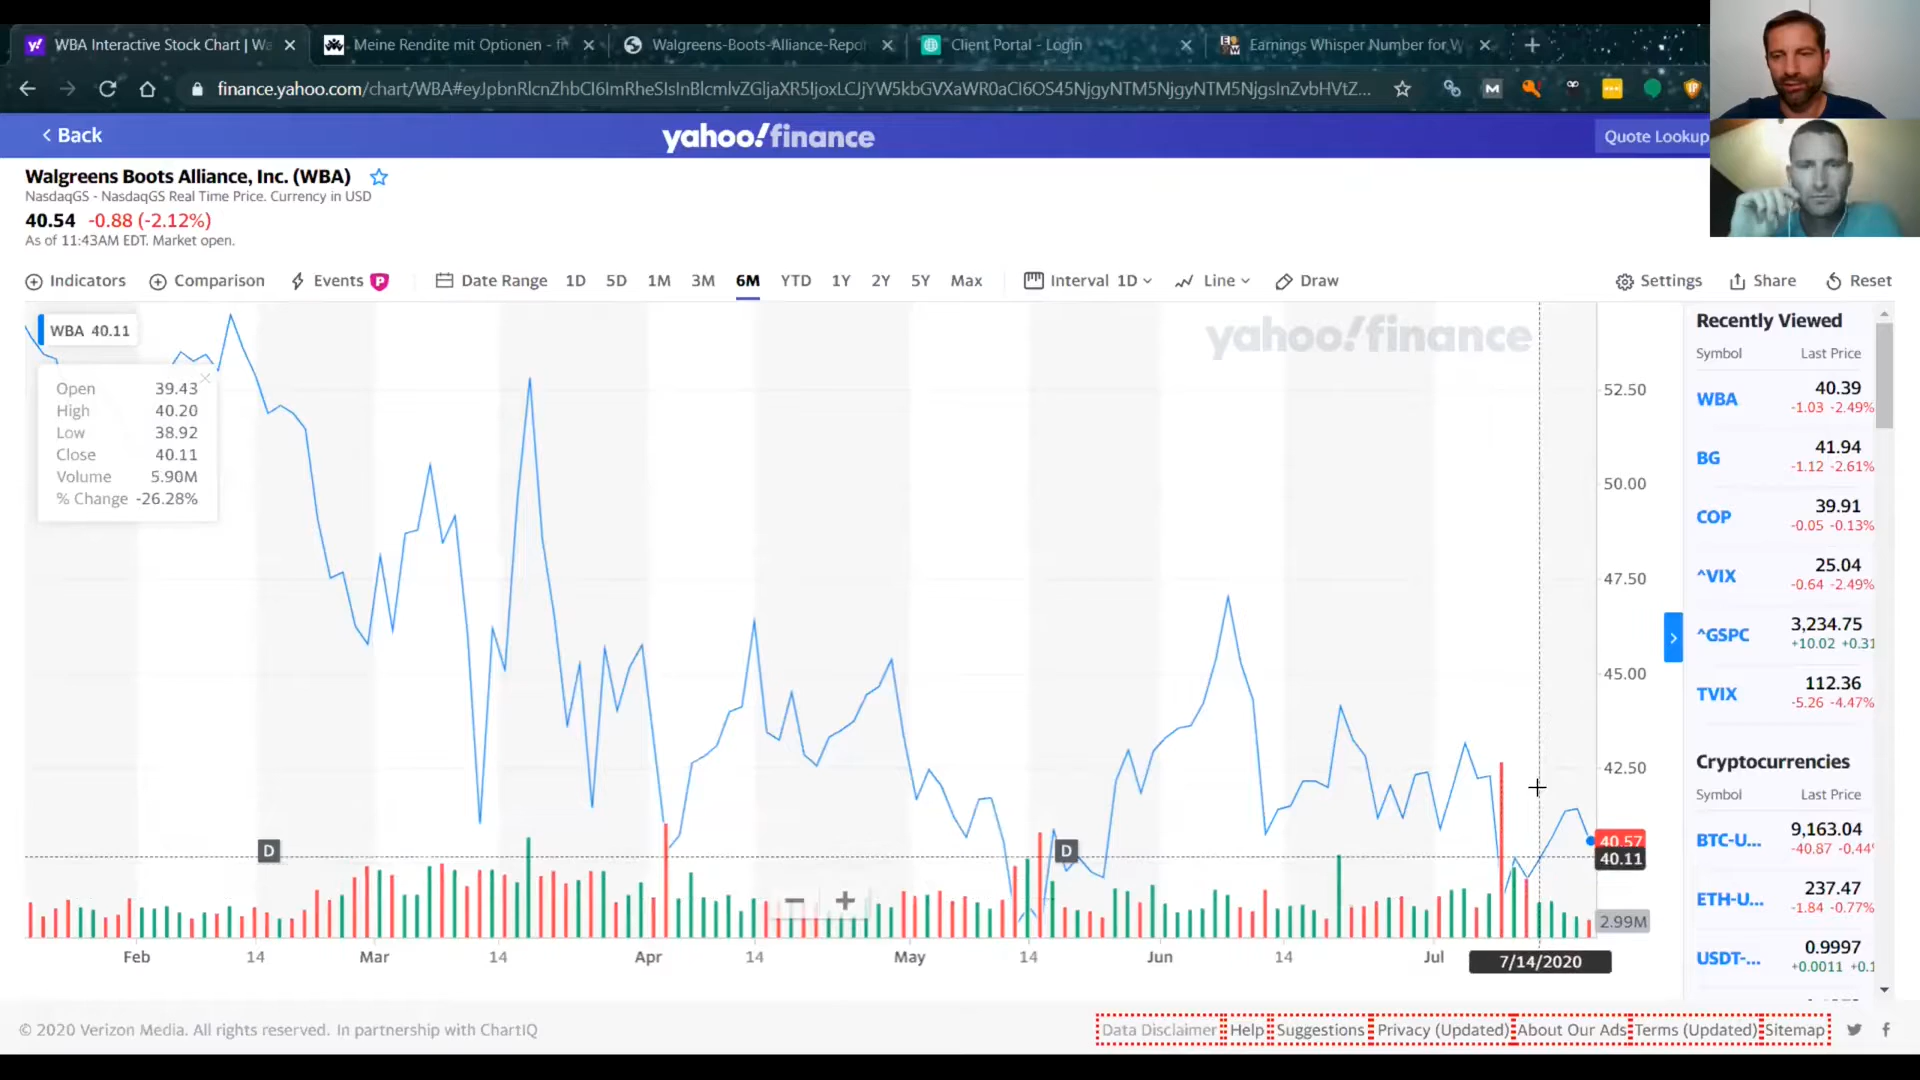 WBA Interactive Stock Chart | Wa
Meine Rendite mit Optionen - fi
Walgreens-Boots-Alliance-Repor
Client Portal - Login
Earnings Whisper Number for W
Back
yahoo!finance
Quote Lookup
Walgreens Boots Alliance, Inc. (WBA)
NasdaqGS - NasdaqGS Real Time Price. Currency in USD
40.54 -0.88 (-2.12%)
As of 11:43AM EDT. Market open.
Indicators Comparison Events P Date Range 1D 5D 1M 3M 6M YTD 1Y 2Y 5Y Max Interval 1D Line Draw Settings Share Reset
WBA 40.11
yahoo!finance
Open 39.43
High 40.20
Low 38.92
Close 40.11
Volume 5.90M
% Change -26.28%
52.50
50.00
47.50
45.00
42.50
40.57
40.11
2.99M
D
D
Feb 14 Mar 14 Apr 14 May 14 Jun 14 Jul 7/14/2020
Recently Viewed
Symbol Last Price
WBA 40.39
-1.03 -2.49%
BG 41.94
-1.12 -2.61%
COP 39.91
-0.05 -0.13%
^VIX 25.04
-0.64 -2.49%
^GSPC 3,234.75
+10.02 +0.31
TVIX 112.36
-5.26 -4.47%
Cryptocurrencies
Symbol Last Price
BTC-U... 9,163.04
-40.87 -0.44
ETH-U... 237.47
-1.84 -0.77%
USDT-... 0.9997
+0.0011 +0.1
© 2020 Verizon Media. All rights reserved. In partnership with ChartIQ
Data Disclaimer Help Suggestions Privacy (Updated) About Our Ads Terms (Updated) Sitemap